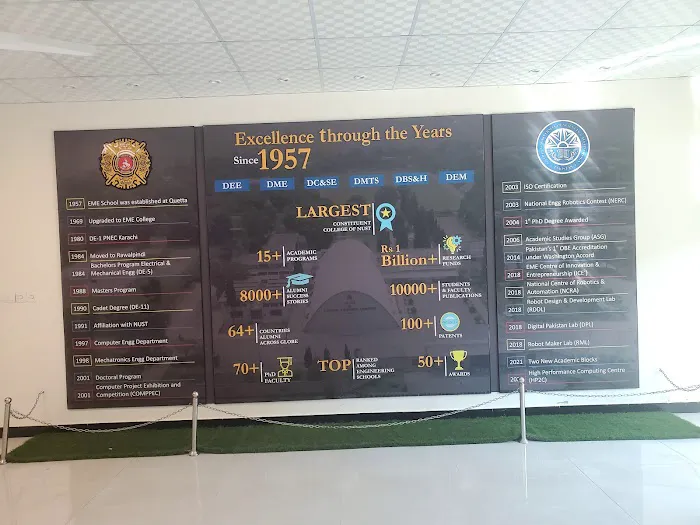 1957 EME School was established at Quetta
1969 Upgraded to EME College
1980 DE-1 PNEC Karachi
1984 Moved to Rawalpindi
1984 Bachelors Program Electrical &
Mechanical Engg (DE-5)
1988 Masters Program
1990 Cadet Degree (DE-11)
1991 Affiliation with NUST
1997 Computer Engg Department
1998 Mechatronics Engg Department
2001 Doctoral Program
2001 Computer Project Exhibition and
Competition (COMPPEC)
Excellence through the Years
Since 1957
DEE DME DC&SE DMTS DBS&H DEM
LARGEST
CONSTITUENT
COLLEGE OF NUST
15+ ACADEMIC
PROGRAMS
Rs 1
Billion+ RESEARCH
FUNDS
8000+ ALUMNI
SUCCESS
STORIES
10000+ STUDENTS
& FACULTY
PUBLICATIONS
64+ COUNTRIES
ALUMNI
ACROSS GLOBE
100+ PATENTS
70+ PhD
FACULTY
TOP RANKED
AMONG
ENGINEERING
SCHOOLS
50+ AWARDS
2003 ISO Certification
2003 National Engg Robotics Contest (NERC)
2004 1st PhD Degree Awarded
2006 Academic Studies Group (ASG)
2014 Pakistan's 1st OBE Accreditation
under Washington Accord
2018 EME Centre of Innovation &
Entrepreneurship (ICE)
2018 National Centre of Robotics &
Automation (NCRA)
2018 Robot Design & Development Lab
(RDDL)
2018 Digital Pakistan Lab (DPL)
2019 Robot Maker Lab (RML)
2021 Two New Academic Blocks
High Performance Computing Centre
(HP2C)